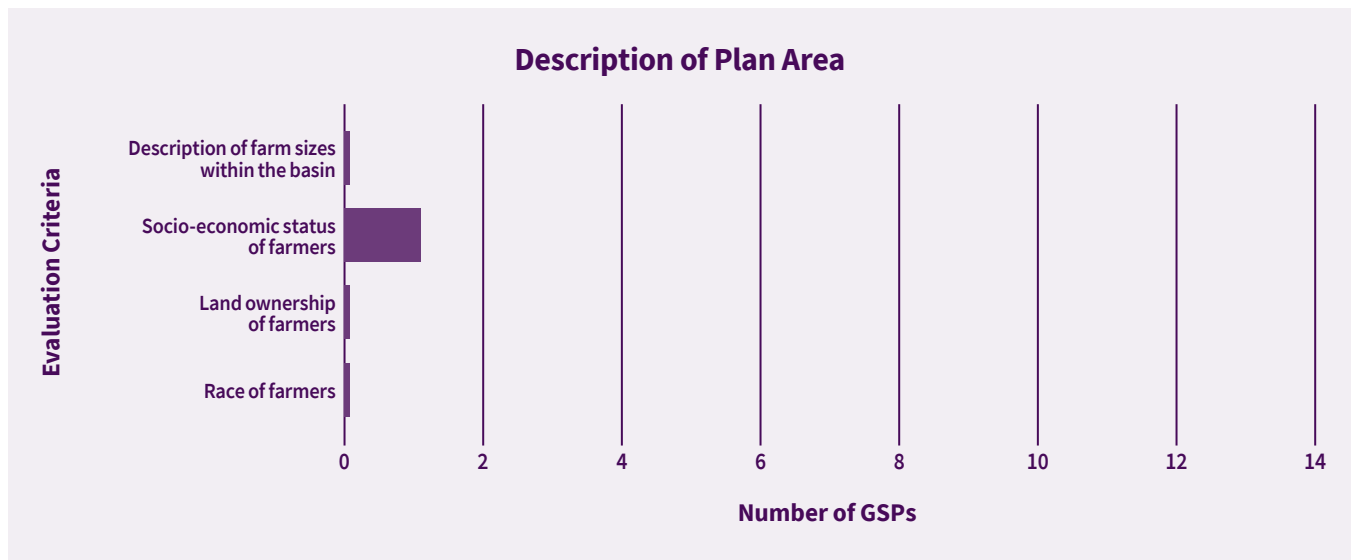 Description of Plan Area
Evaluation Criteria
Description of farm sizes
within the basin
Socio-economic status
of farmers
Land ownership
of farmers
Race of farmers
0 2 4 6 8 10 12 14
Number of GSPs